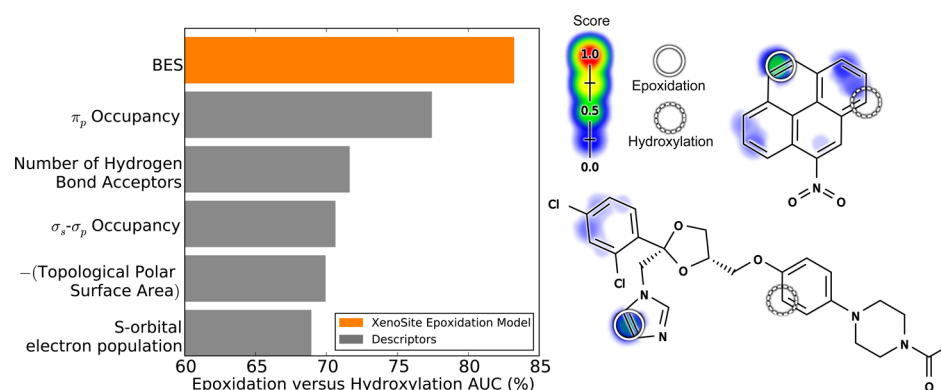 BES
πp Occupancy
Number of Hydrogen
Bond Acceptors
σs-σp Occupancy
−(Topological Polar
Surface Area)
S-orbital
electron population
XenoSite Epoxidation Model
Descriptors
60 65 70 75 80 85
Epoxidation versus Hydroxylation AUC (%)
Score
1.0
0.5
0.0
Epoxidation
Hydroxylation
N
O O
Cl
Cl
O
O
O
N
N
N
N
O